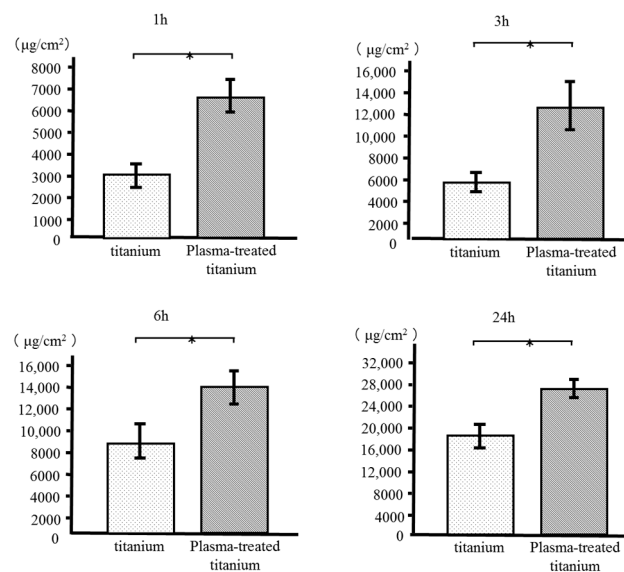 1h
（μg/cm²）
*
8000
7000
6000
5000
4000
3000
2000
1000
0
titanium
Plasma-treated
titanium
3h
( μg/cm²)
*
16,000
14,000
12,000
10,000
8000
6000
4000
2000
0
titanium
Plasma-treated
titanium
6h
（ μg/cm²）
*
16,000
14,000
12,000
10,000
8000
6000
4000
2000
0
titanium
Plasma-treated
titanium
24h
（ μg/cm²）
*
32,000
28,000
24,000
20,000
16,000
12,000
8000
4000
0
titanium
Plasma-treated
titanium